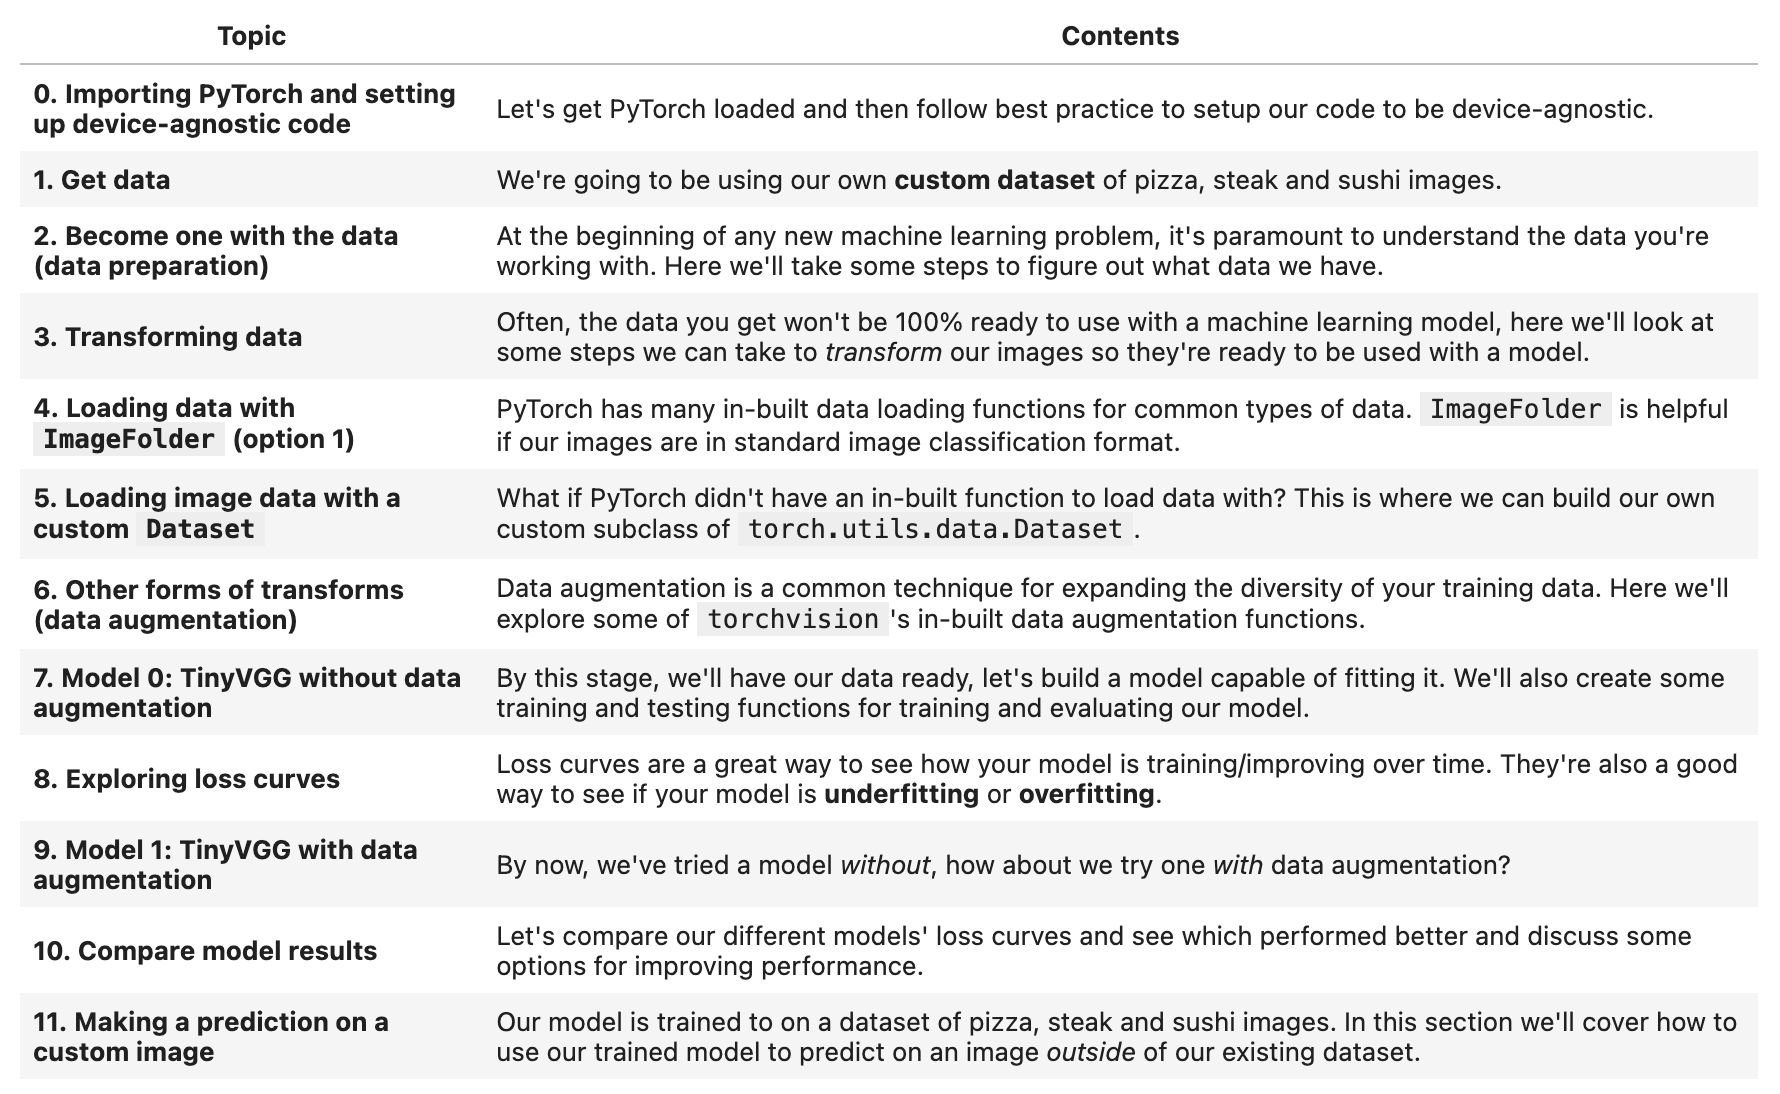 Topic
Contents
0. Importing PyTorch and setting
up device-agnostic code
Let's get PyTorch loaded and then follow best practice to setup our code to be device-agnostic.
1. Get data
We're going to be using our own custom dataset of pizza, steak and sushi images.
2. Become one with the data
(data preparation)
At the beginning of any new machine learning problem, it's paramount to understand the data you're
working with. Here we'll take some steps to figure out what data we have.
3. Transforming data
Often, the data you get won't be 100% ready to use with a machine learning model, here we'll look at
some steps we can take to transform our images so they're ready to be used with a model.
4. Loading data with
ImageFolder (option 1)
PyTorch has many in-built data loading functions for common types of data. ImageFolder is helpful
if our images are in standard image classification format.
5. Loading image data with a
custom Dataset
What if PyTorch didn't have an in-built function to load data with? This is where we can build our own
custom subclass of torch.utils.data.Dataset.
6. Other forms of transforms
(data augmentation)
Data augmentation is a common technique for expanding the diversity of your training data. Here we'll
explore some of torchvision's in-built data augmentation functions.
7. Model 0: TinyVGG without data
augmentation
By this stage, we'll have our data ready, let's build a model capable of fitting it. We'll also create some
training and testing functions for training and evaluating our model.
8. Exploring loss curves
Loss curves are a great way to see how your model is training/improving over time. They're also a good
way to see if your model is underfitting or overfitting.
9. Model 1: TinyVGG with data
augmentation
By now, we've tried a model without, how about we try one with data augmentation?
10. Compare model results
Let's compare our different models' loss curves and see which performed better and discuss some
options for improving performance.
11. Making a prediction on a
custom image
Our model is trained to on a dataset of pizza, steak and sushi images. In this section we'll cover how to
use our trained model to predict on an image outside of our existing dataset.